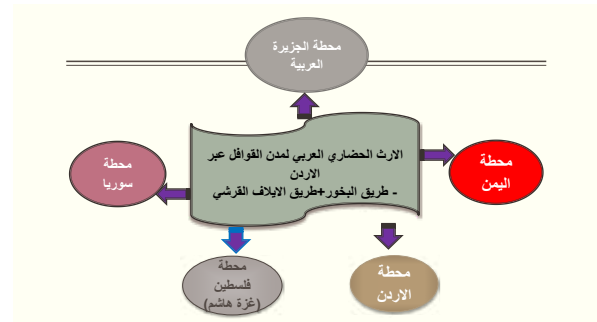 محطة الجزيرة
العربية
الارث الحضاري العربي لمدن القوافل عبر
الاردن
- طريق البخور+طريق الايلاف القرشي
محطة
اليمن
محطة
سوريا
محطة
الاردن
محطة
فلسطين
(غزة هاشم)